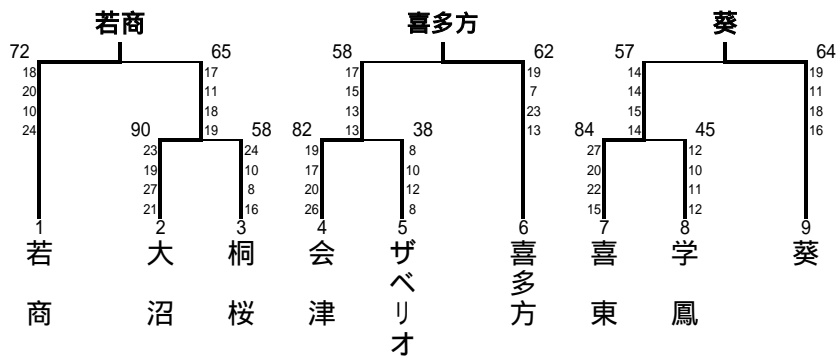 若商 喜多方 葵
72 65 58 62 57 64
18 17 17 19 14 19
20 11 15 7 14 11
10 18 13 23 15 18
24 19 13 13 14 16
90 58 82 38 84 45
23 24 19 8 27 12
19 10 17 10 20 10
27 8 20 12 22 11
21 16 26 8 15 12
1 2 3 4 5 6 7 8 9
若商
大沼
桐桜
会津
ザベリオ
喜多方
喜東
学鳳
葵